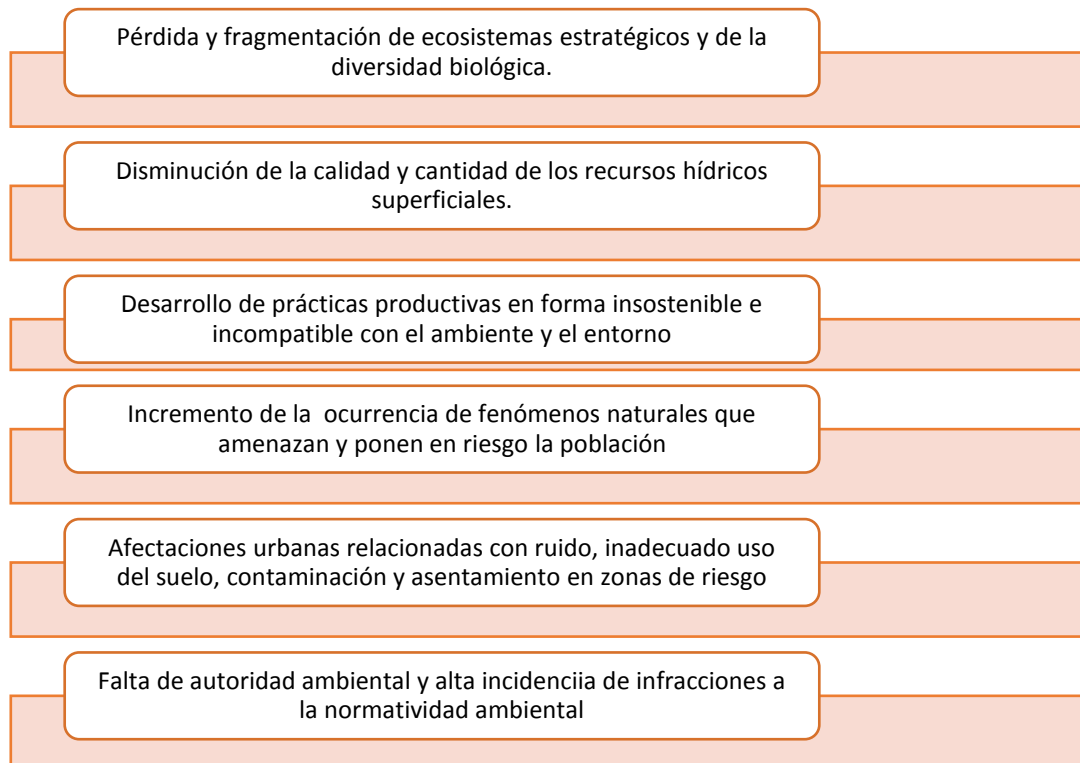 Pérdida y fragmentación de ecosistemas estratégicos y de la
diversidad biológica.
Disminución de la calidad y cantidad de los recursos hídricos
superficiales.
Desarrollo de prácticas productivas en forma insostenible e
incompatible con el ambiente y el entorno
Incremento de la  ocurrencia de fenómenos naturales que
amenazan y ponen en riesgo la población
Afectaciones urbanas relacionadas con ruido, inadecuado uso
del suelo, contaminación y asentamiento en zonas de riesgo
Falta de autoridad ambiental y alta incidenciia de infracciones a
la normatividad ambiental